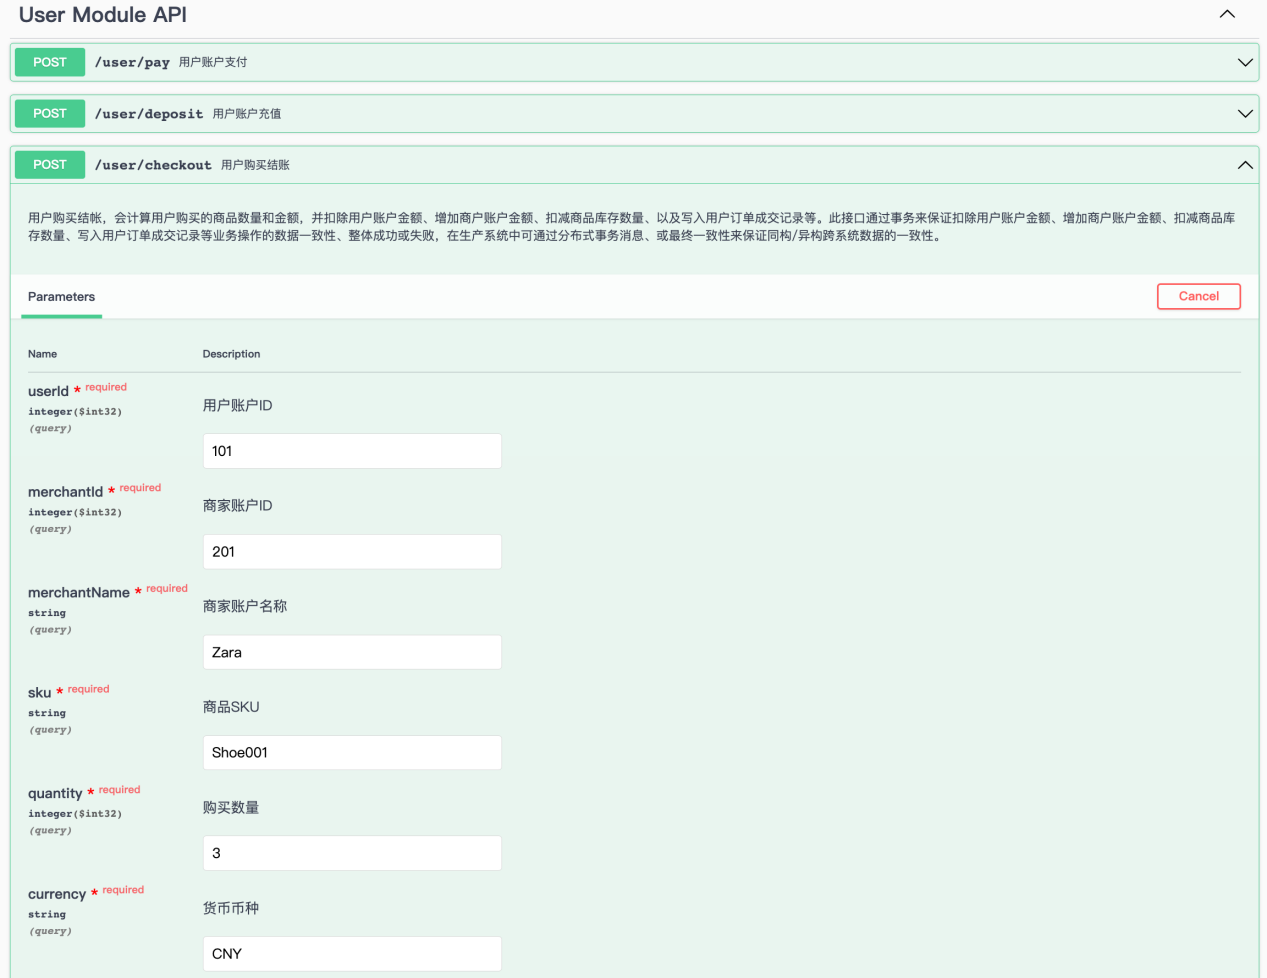 User Module API
POST /user/pay 用户账户支付
POST /user/deposit 用户账户充值
POST /user/checkout 用户购买结账
用户购买结帐，会计算用户购买的商品数量和金额，并扣除用户账户金额、增加商户账户金额、扣减商品库存数量、以及写入用户订单成交记录等。此接口通过事务来保证扣除用户账户金额、增加商户账户金额、扣减商品库
存数量、写入用户订单成交记录等业务操作的数据一致性、整体成功或失败，在生产系统中可通过分布式事务消息、或最终一致性来保证同构/异构跨系统数据的一致性。
Parameters
Cancel
Name Description
userId * required
integer($int32)
(query)
用户账户ID
101
merchantId * required
integer($int32)
(query)
商家账户ID
201
merchantName * required
string
(query)
商家账户名称
Zara
sku * required
string
(query)
商品SKU
Shoe001
quantity * required
integer($int32)
(query)
购买数量
3
currency * required
string
(query)
货币币种
CNY